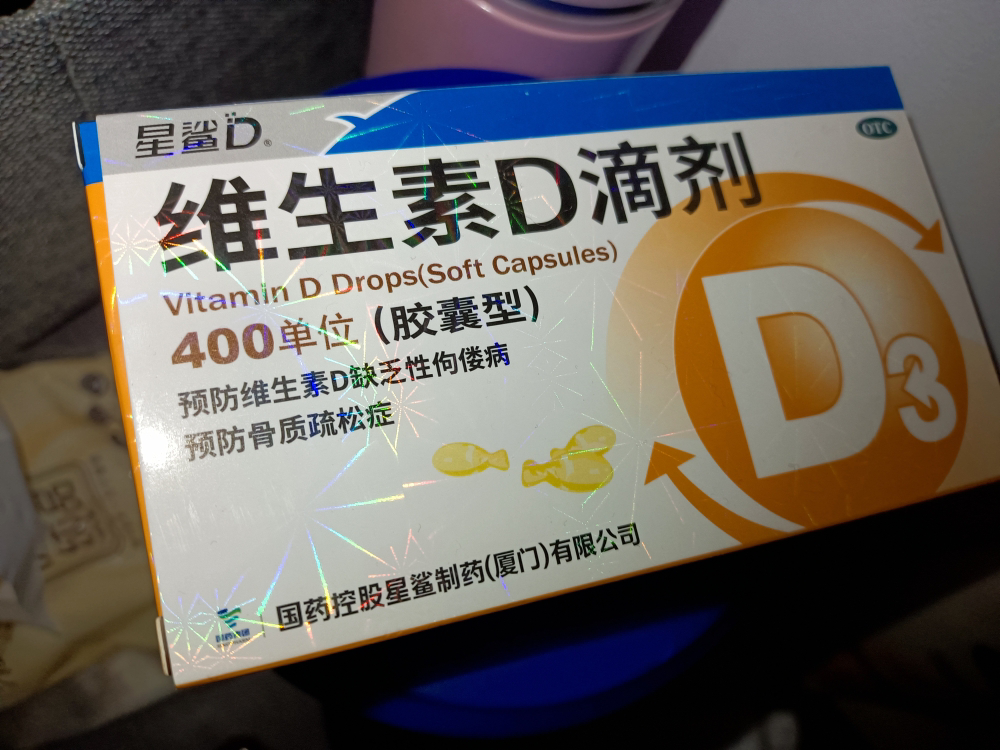 星鲨D®
OTC
维生素D滴剂
Vitamin D Drops(Soft Capsules)
400单位(胶囊型)
预防维生素D缺乏性佝偻病
预防骨质疏松症
D3
国药控股星鲨制药(厦门)有限公司